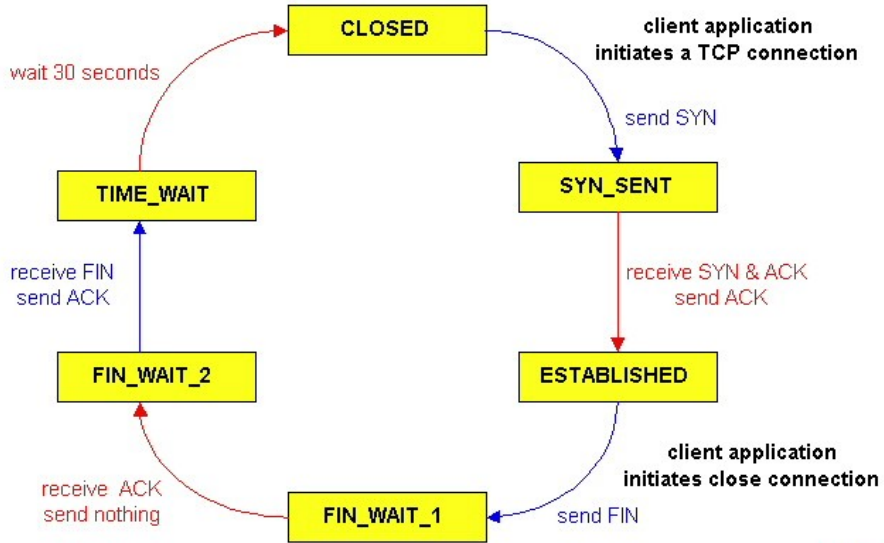 CLOSED
client application
initiates a TCP connection
wait 30 seconds
send SYN
TIME_WAIT
SYN_SENT
receive FIN
send ACK
receive SYN & ACK
send ACK
FIN_WAIT_2
ESTABLISHED
client application
initiates close connection
receive ACK
send nothing
FIN_WAIT_1
send FIN